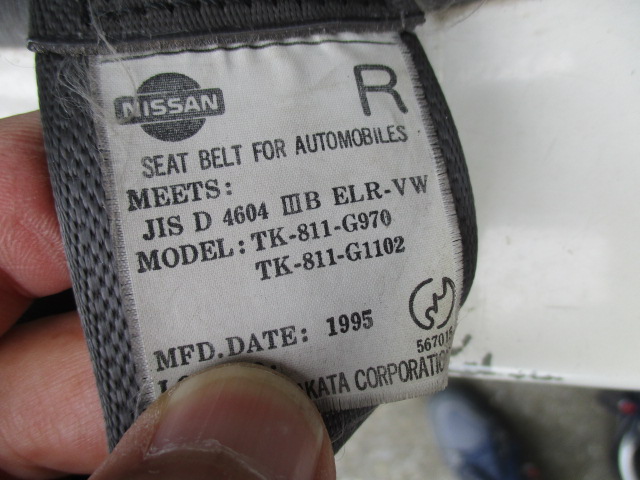 NISSAN
R
SEAT BELT FOR AUTOMOBILES
MEETS:
JIS D 4604 ⅢB ELR-VW
MODEL: TK-811-G970
TK-811-G1102
MFD.DATE: 1995
CORPORATION